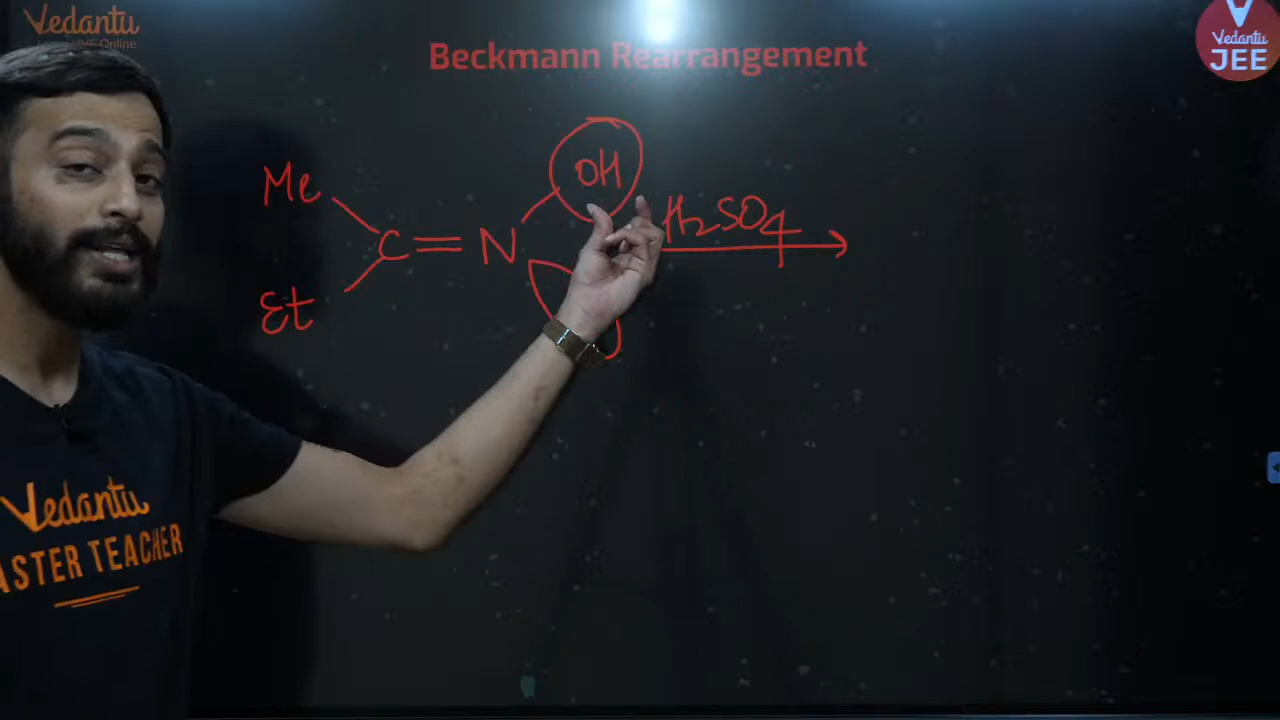 Vedantu
Beckmann Rearrangement
Vedantu
JEE
OH
Me
H₂SO₄
C=N
Et
Vedantu
ASTER TEACHER